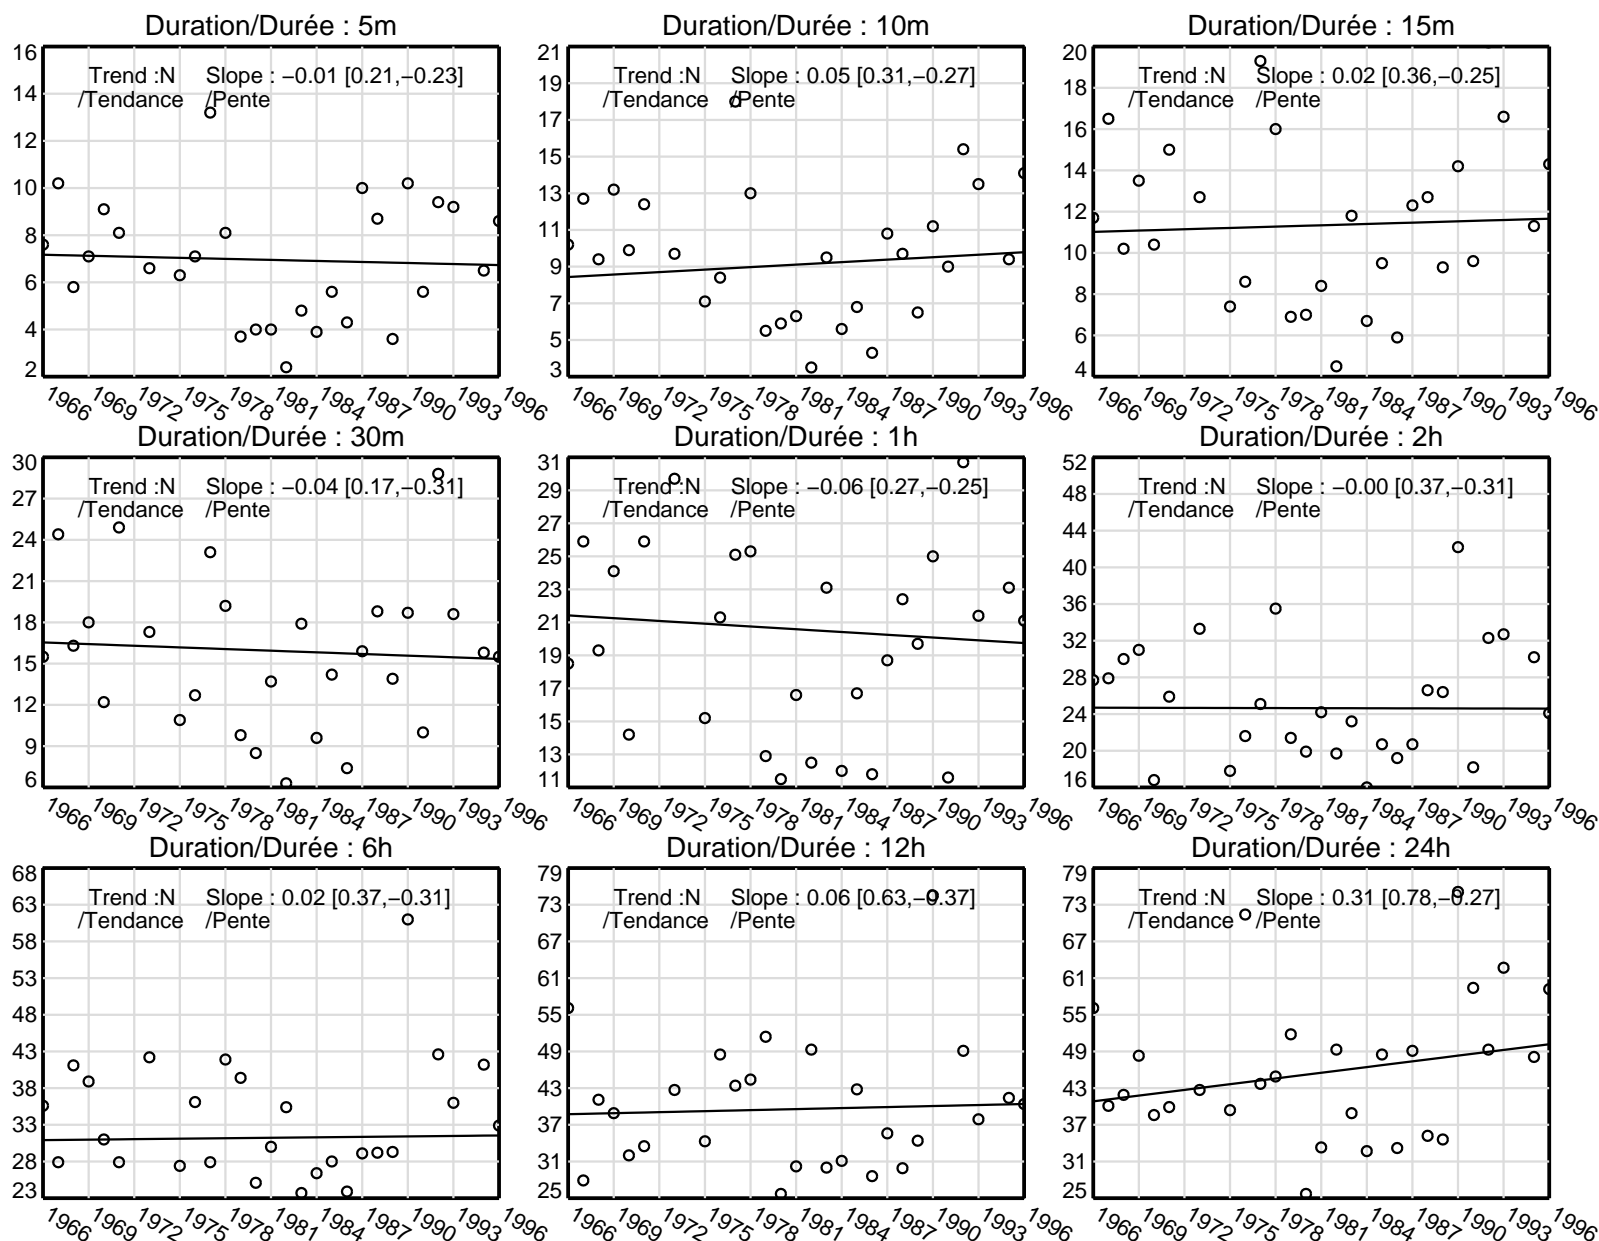 Duration/Durée : 5m
Trend :N Slope : −0.01 [0.21,−0.23]
/Tendance /Pente
16
14
12
10
8
6
4
2
1966 1969 1972 1975 1978 1981 1984 1987 1990 1993 1996
Duration/Durée : 10m
Trend :N Slope : 0.05 [0.31,−0.27]
/Tendance /Pente
21
19
17
15
13
11
9
7
5
3
1966 1969 1972 1975 1978 1981 1984 1987 1990 1993 1996
Duration/Durée : 15m
Trend :N Slope : 0.02 [0.36,−0.25]
/Tendance /Pente
20
18
16
14
12
10
8
6
4
1966 1969 1972 1975 1978 1981 1984 1987 1990 1993 1996
Duration/Durée : 30m
Trend :N Slope : −0.04 [0.17,−0.31]
/Tendance /Pente
30
27
24
21
18
15
12
9
6
1966 1969 1972 1975 1978 1981 1984 1987 1990 1993 1996
Duration/Durée : 1h
Trend :N Slope : −0.06 [0.27,−0.25]
/Tendance /Pente
31
29
27
25
23
21
19
17
15
13
11
1966 1969 1972 1975 1978 1981 1984 1987 1990 1993 1996
Duration/Durée : 2h
Trend :N Slope : −0.00 [0.37,−0.31]
/Tendance /Pente
52
48
44
40
36
32
28
24
20
16
1966 1969 1972 1975 1978 1981 1984 1987 1990 1993 1996
Duration/Durée : 6h
Trend :N Slope : 0.02 [0.37,−0.31]
/Tendance /Pente
68
63
58
53
48
43
38
33
28
23
1966 1969 1972 1975 1978 1981 1984 1987 1990 1993 1996
Duration/Durée : 12h
Trend :N Slope : 0.06 [0.63,−0.37]
/Tendance /Pente
79
73
67
61
55
49
43
37
31
25
1966 1969 1972 1975 1978 1981 1984 1987 1990 1993 1996
Duration/Durée : 24h
Trend :N Slope : 0.31 [0.78,−0.27]
/Tendance /Pente
79
73
67
61
55
49
43
37
31
25
1966 1969 1972 1975 1978 1981 1984 1987 1990 1993 1996